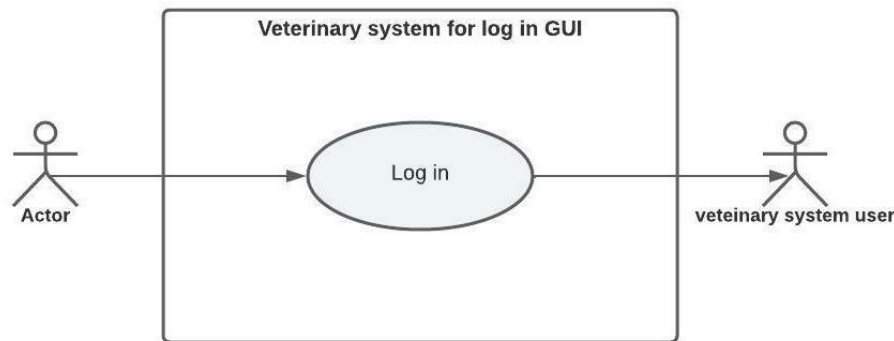 Veterinary system for log in GUI
Log in
Actor
veteinary system user